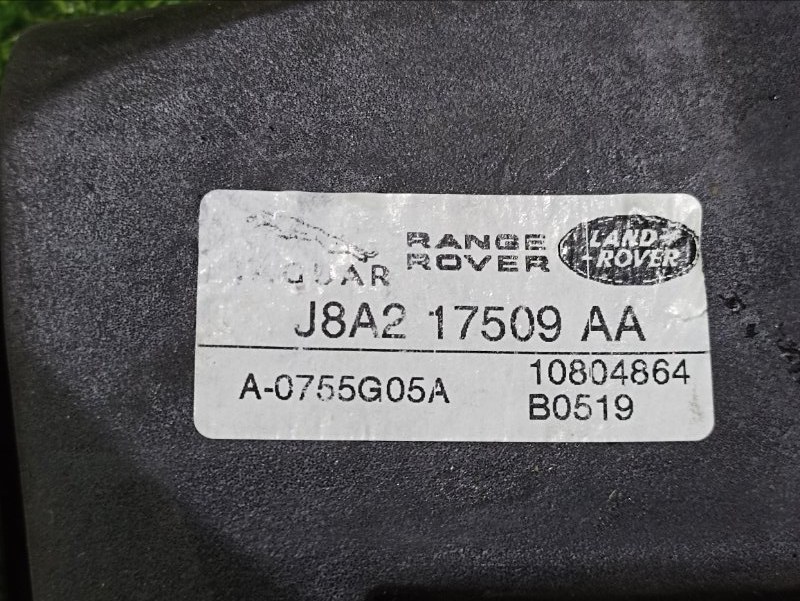 JAGUAR
RANGE
ROVER
LAND
-ROVER
J8A2 17509 AA
A-0755G05A
10804864
B0519